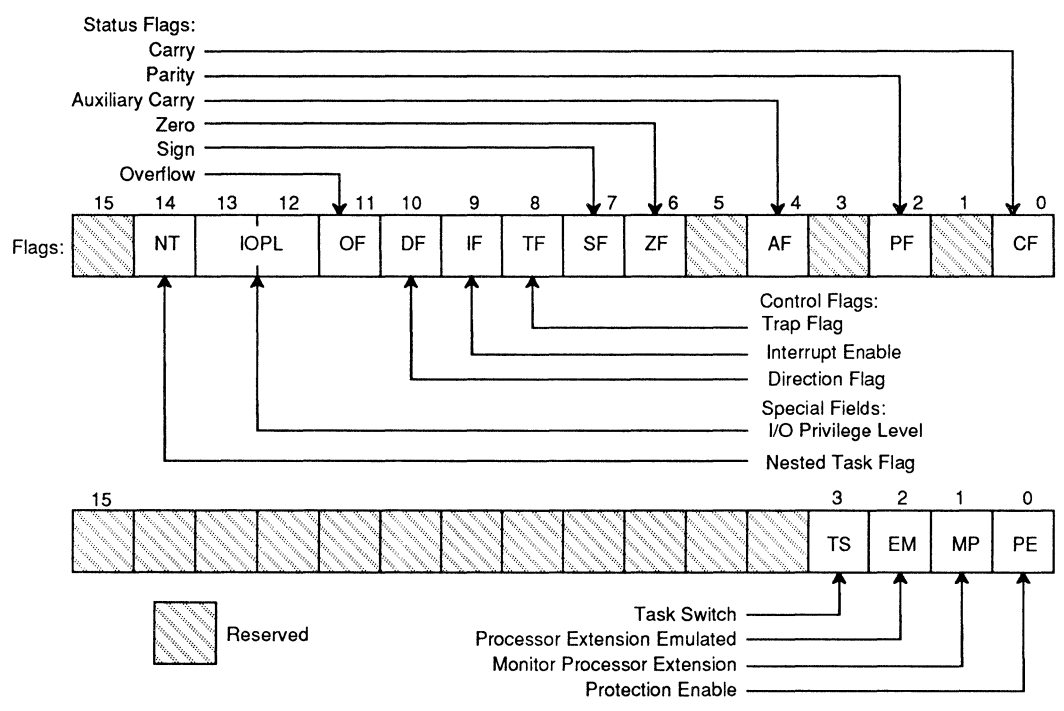 Status Flags:
Carry
Parity
Auxiliary Carry
Zero
Sign
Overflow
15 14 13 12 11 10 9 8 7 6 5 4 3 2 1 0
Flags: NT IOPL OF DF IF TF SF ZF AF PF CF
Control Flags:
Trap Flag
Interrupt Enable
Direction Flag
Special Fields:
I/O Privilege Level
Nested Task Flag
15 3 2 1 0
TS EM MP PE
Task Switch
Processor Extension Emulated
Monitor Processor Extension
Protection Enable
Reserved